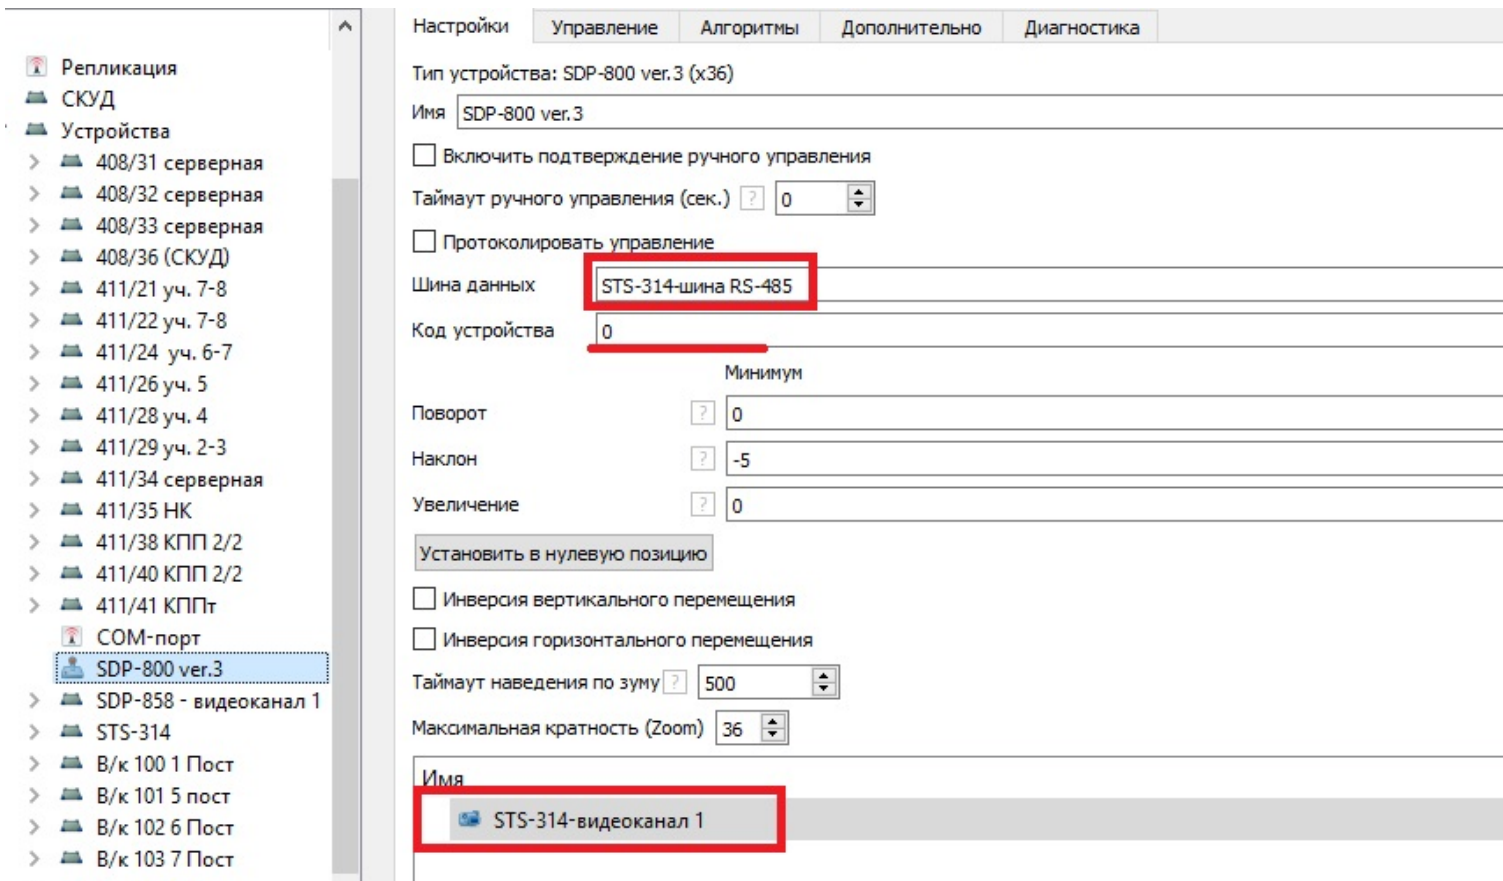 Репликация
СКУД
Устройства
408/31 серверная
408/32 серверная
408/33 серверная
408/36 (СКУД)
411/21 уч. 7-8
411/22 уч. 7-8
411/24 уч. 6-7
411/26 уч. 5
411/28 уч. 4
411/29 уч. 2-3
411/34 серверная
411/35 НК
411/38 КПП 2/2
411/40 КПП 2/2
411/41 КППт
COM-порт
SDP-800 ver.3
SDP-858 - видеоканал 1
STS-314
В/к 100 1 Пост
В/к 101 5 пост
В/к 102 6 Пост
В/к 103 7 Пост
Настройки Управление Алгоритмы Дополнительно Диагностика
Тип устройства: SDP-800 ver.3 (x36)
Имя SDP-800 ver.3
Включить подтверждение ручного управления
Таймаут ручного управления (сек.) ? 0
Протоколировать управление
Шина данных STS-314-шина RS-485
Код устройства 0
Минимум
Поворот ? 0
Наклон ? -5
Увеличение ? 0
Установить в нулевую позицию
Инверсия вертикального перемещения
Инверсия горизонтального перемещения
Таймаут наведения по зуму ? 500
Максимальная кратность (Zoom) 36
Имя
STS-314-видеоканал 1